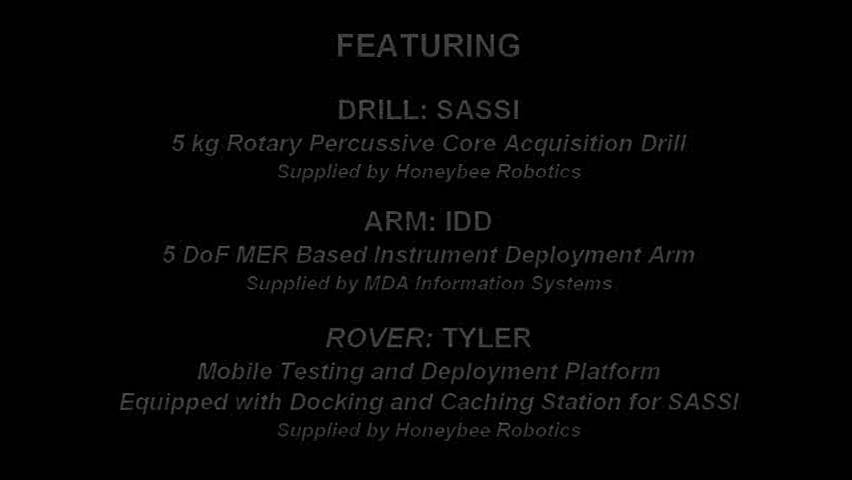 FEATURING
DRILL: SASSI
5 kg Rotary Percussive Core Acquisition Drill
Supplied by Honeybee Robotics
ARM: IDD
5 DoF MER Based Instrument Deployment Arm
Supplied by MDA Information Systems
ROVER: TYLER
Mobile Testing and Deployment Platform
Equipped with Docking and Caching Station for SASSI
Supplied by Honeybee Robotics